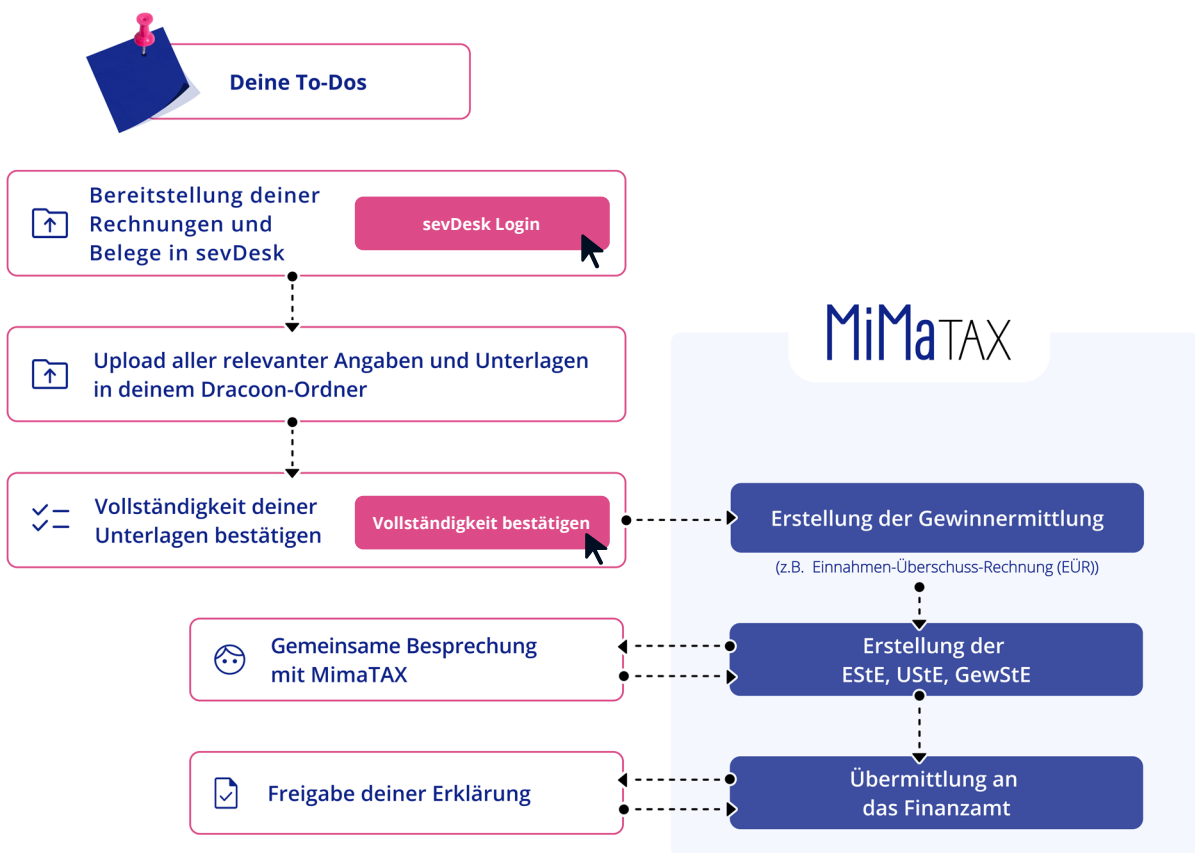 Deine To-Dos
Bereitstellung deiner
Rechnungen und
Belege in sevDesk
sevDesk Login
Upload aller relevanter Angaben und Unterlagen
in deinem Dracoon-Ordner
Vollständigkeit deiner
Unterlagen bestätigen
Vollständigkeit bestätigen
MiMaTAX
Erstellung der Gewinnermittlung
(z.B. Einnahmen-Überschuss-Rechnung (EÜR))
Gemeinsame Besprechung
mit MimaTAX
Erstellung der
EStE, UStE, GewStE
Freigabe deiner Erklärung
Übermittlung an
das Finanzamt